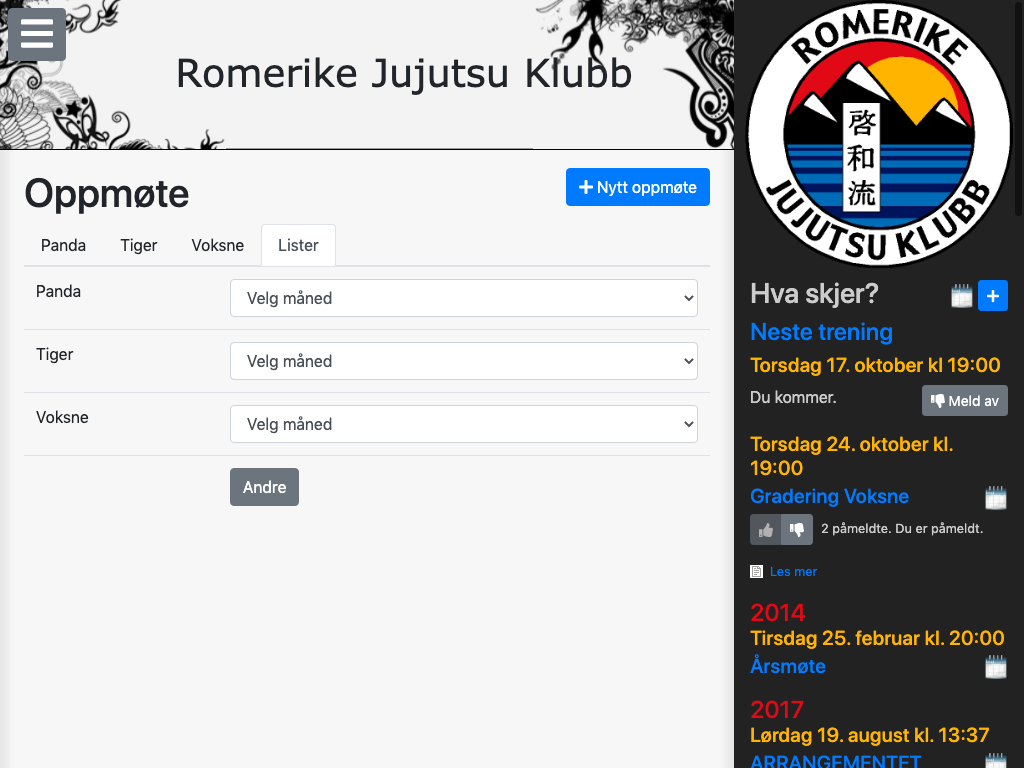 Romerike Jujutsu Klubb
Oppmøte
Nytt oppmøte
Panda
Tiger
Voksne
Lister
Panda
Velg måned
Tiger
Velg måned
Voksne
Velg måned
Andre
ROMERIKE
啓和流
JUJUTSU KLUBB
Hva skjer?
Neste trening
Torsdag 17. oktober kl 19:00
Du kommer.
Meld av
Torsdag 24. oktober kl.
19:00
Gradering Voksne
2 påmeldte. Du er påmeldt.
Les mer
2014
Tirsdag 25. februar kl. 20:00
Årsmøte
2017
Lørdag 19. august kl. 13:37
ARRANGEMENTET